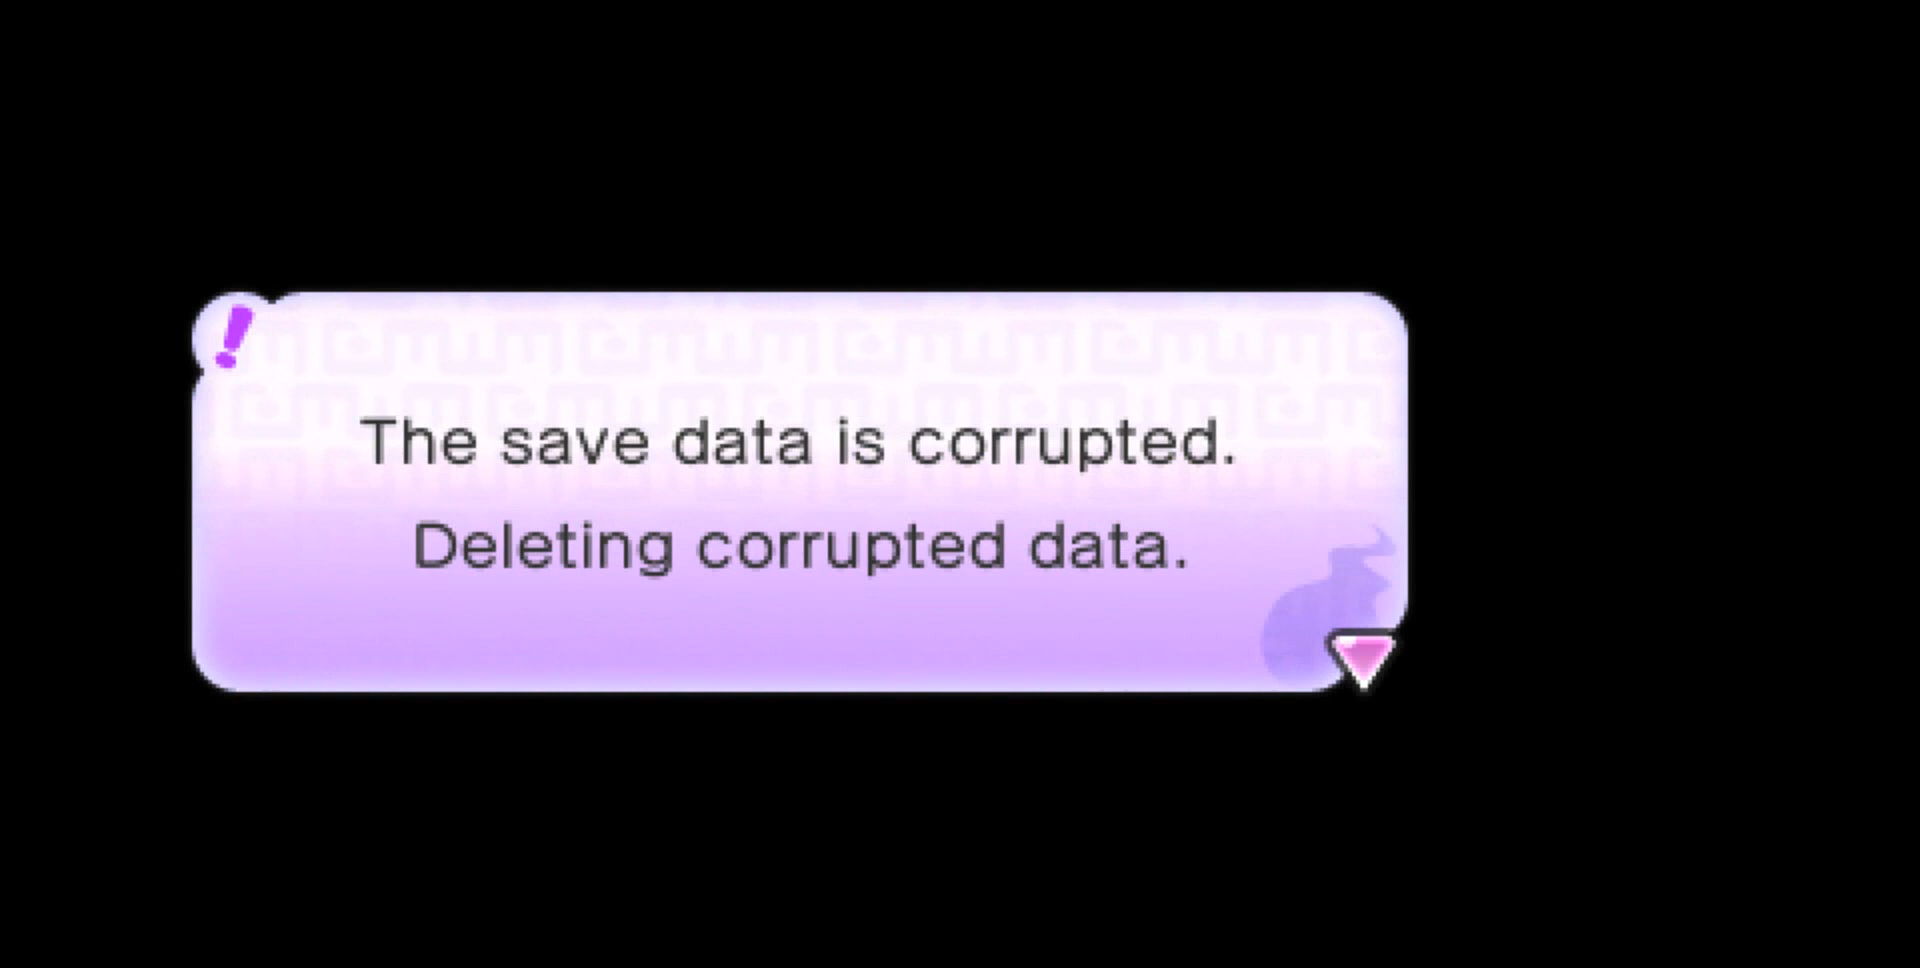 !
The save data is corrupted.
Deleting corrupted data.